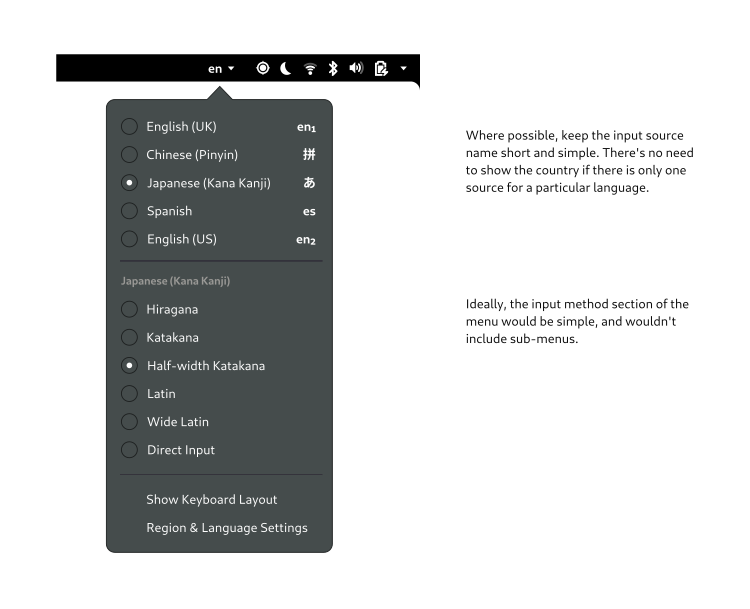 en
English (UK) en₁
Chinese (Pinyin) 拼
Japanese (Kana Kanji) あ
Spanish es
English (US) en₂
Japanese (Kana Kanji)
Hiragana
Katakana
Half-width Katakana
Latin
Wide Latin
Direct Input
Show Keyboard Layout
Region & Language Settings
Where possible, keep the input source
name short and simple. There's no need
to show the country if there is only one
source for a particular language.
Ideally, the input method section of the
menu would be simple, and wouldn't
include sub-menus.